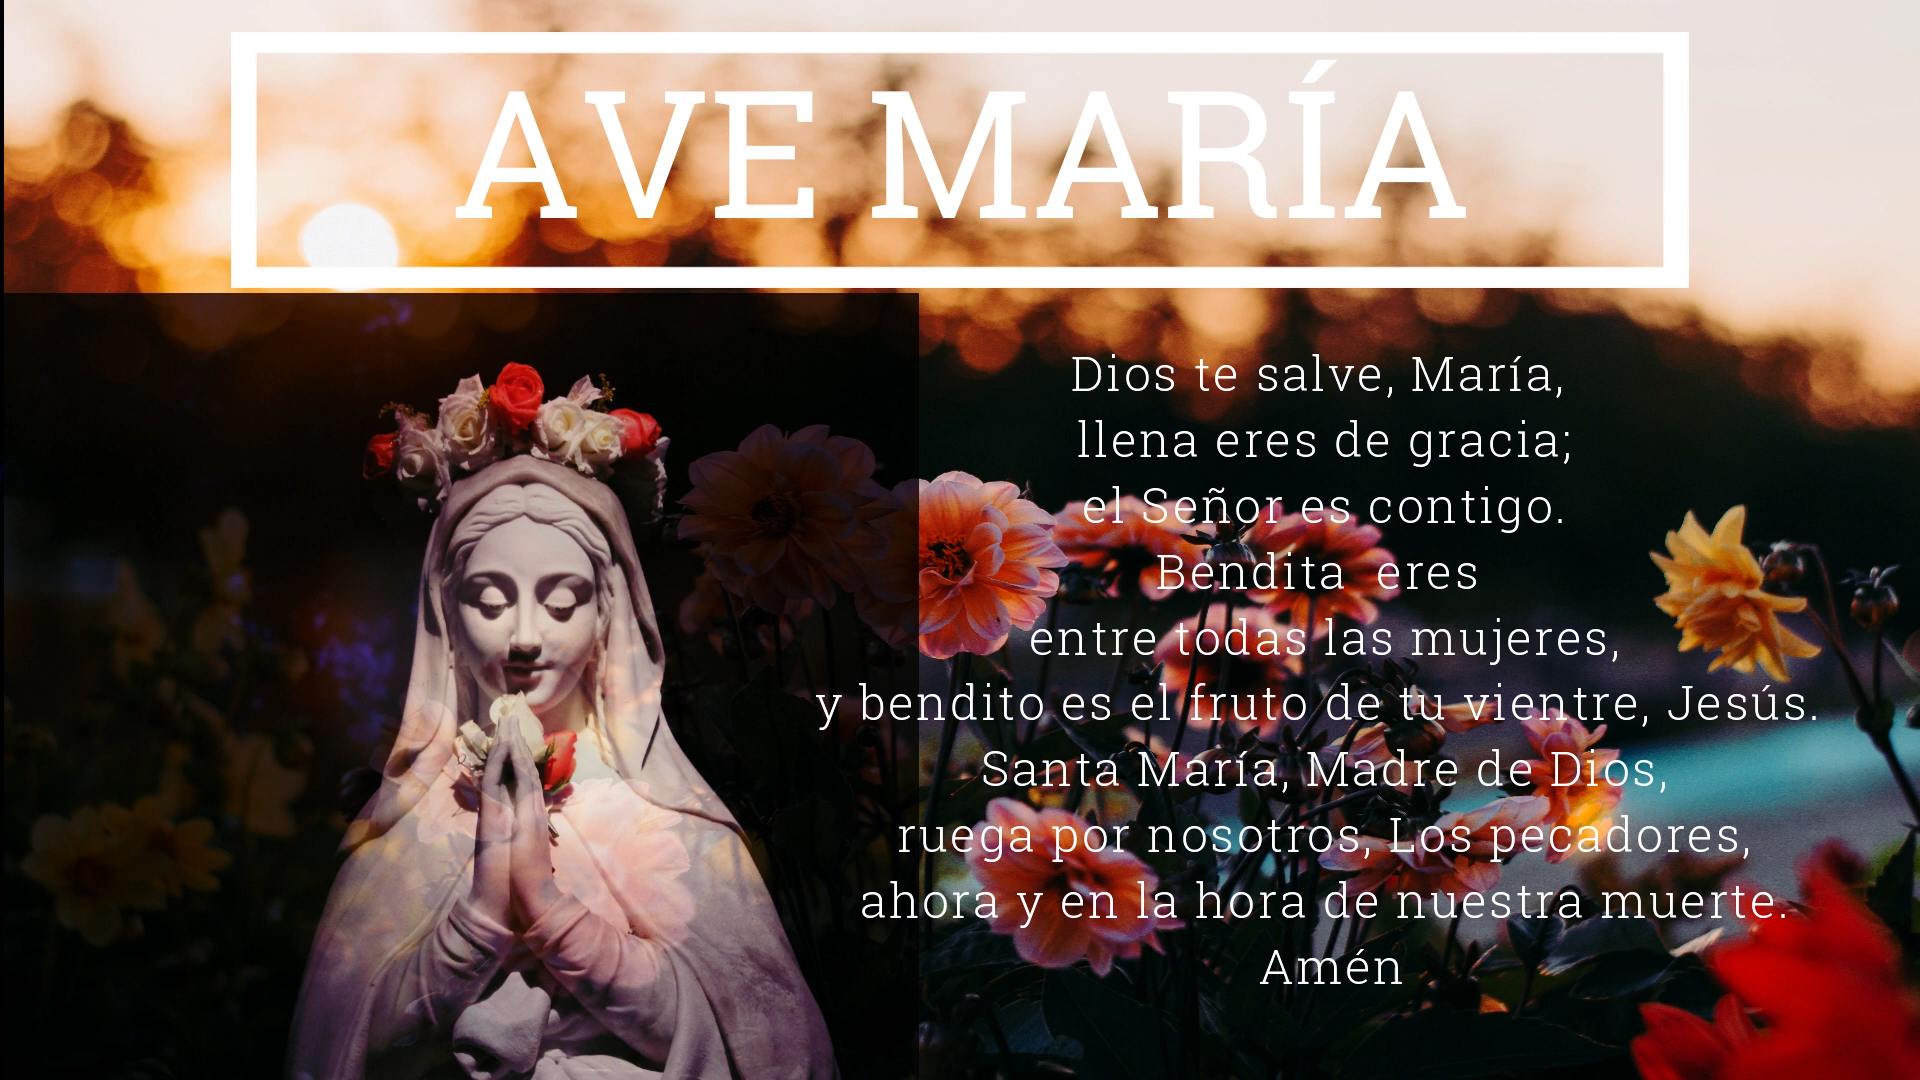 AVE MARÍA
Dios te salve, María,
llena eres de gracia;
el Señor es contigo.
Bendita  eres
entre todas las mujeres,
y bendito es el fruto de tu vientre, Jesús.
Santa María, Madre de Dios,
ruega por nosotros, Los pecadores,
ahora y en la hora de nuestra muerte.
Amén